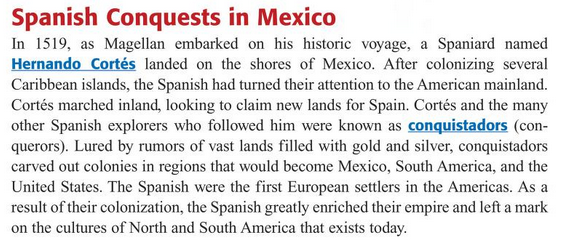 Spanish Conquests in Mexico
In 1519, as Magellan embarked on his historic voyage, a Spaniard named
Hernando Cortés landed on the shores of Mexico. After colonizing several
Caribbean islands, the Spanish had turned their attention to the American mainland.
Cortés marched inland, looking to claim new lands for Spain. Cortés and the many
other Spanish explorers who followed him were known as conquistadors (con-
querors). Lured by rumors of vast lands filled with gold and silver, conquistadors
carved out colonies in regions that would become Mexico, South America, and the
United States. The Spanish were the first European settlers in the Americas. As a
result of their colonization, the Spanish greatly enriched their empire and left a mark
on the cultures of North and South America that exists today.